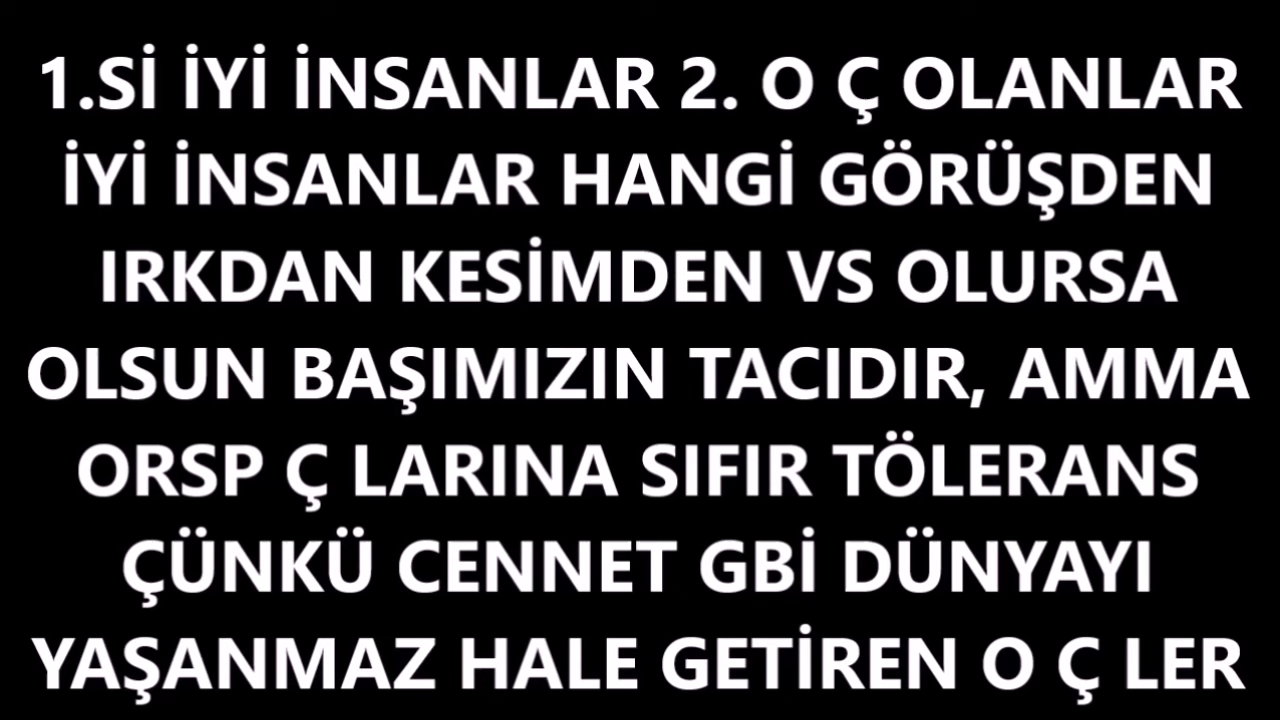 1.Sİ İYİ İNSANLAR 2. O Ç OLANLAR
İYİ İNSANLAR HANGİ GÖRÜŞDEN
IRKDAN KESİMDEN VS OLURSA
OLSUN BAŞIMIZIN TACIDIR, AMMA
ORSP Ç LARINA SIFIR TÖLERANS
ÇÜNKÜ CENNET GBİ DÜNYAYI
YAŞANMAZ HALE GETİREN O Ç LER